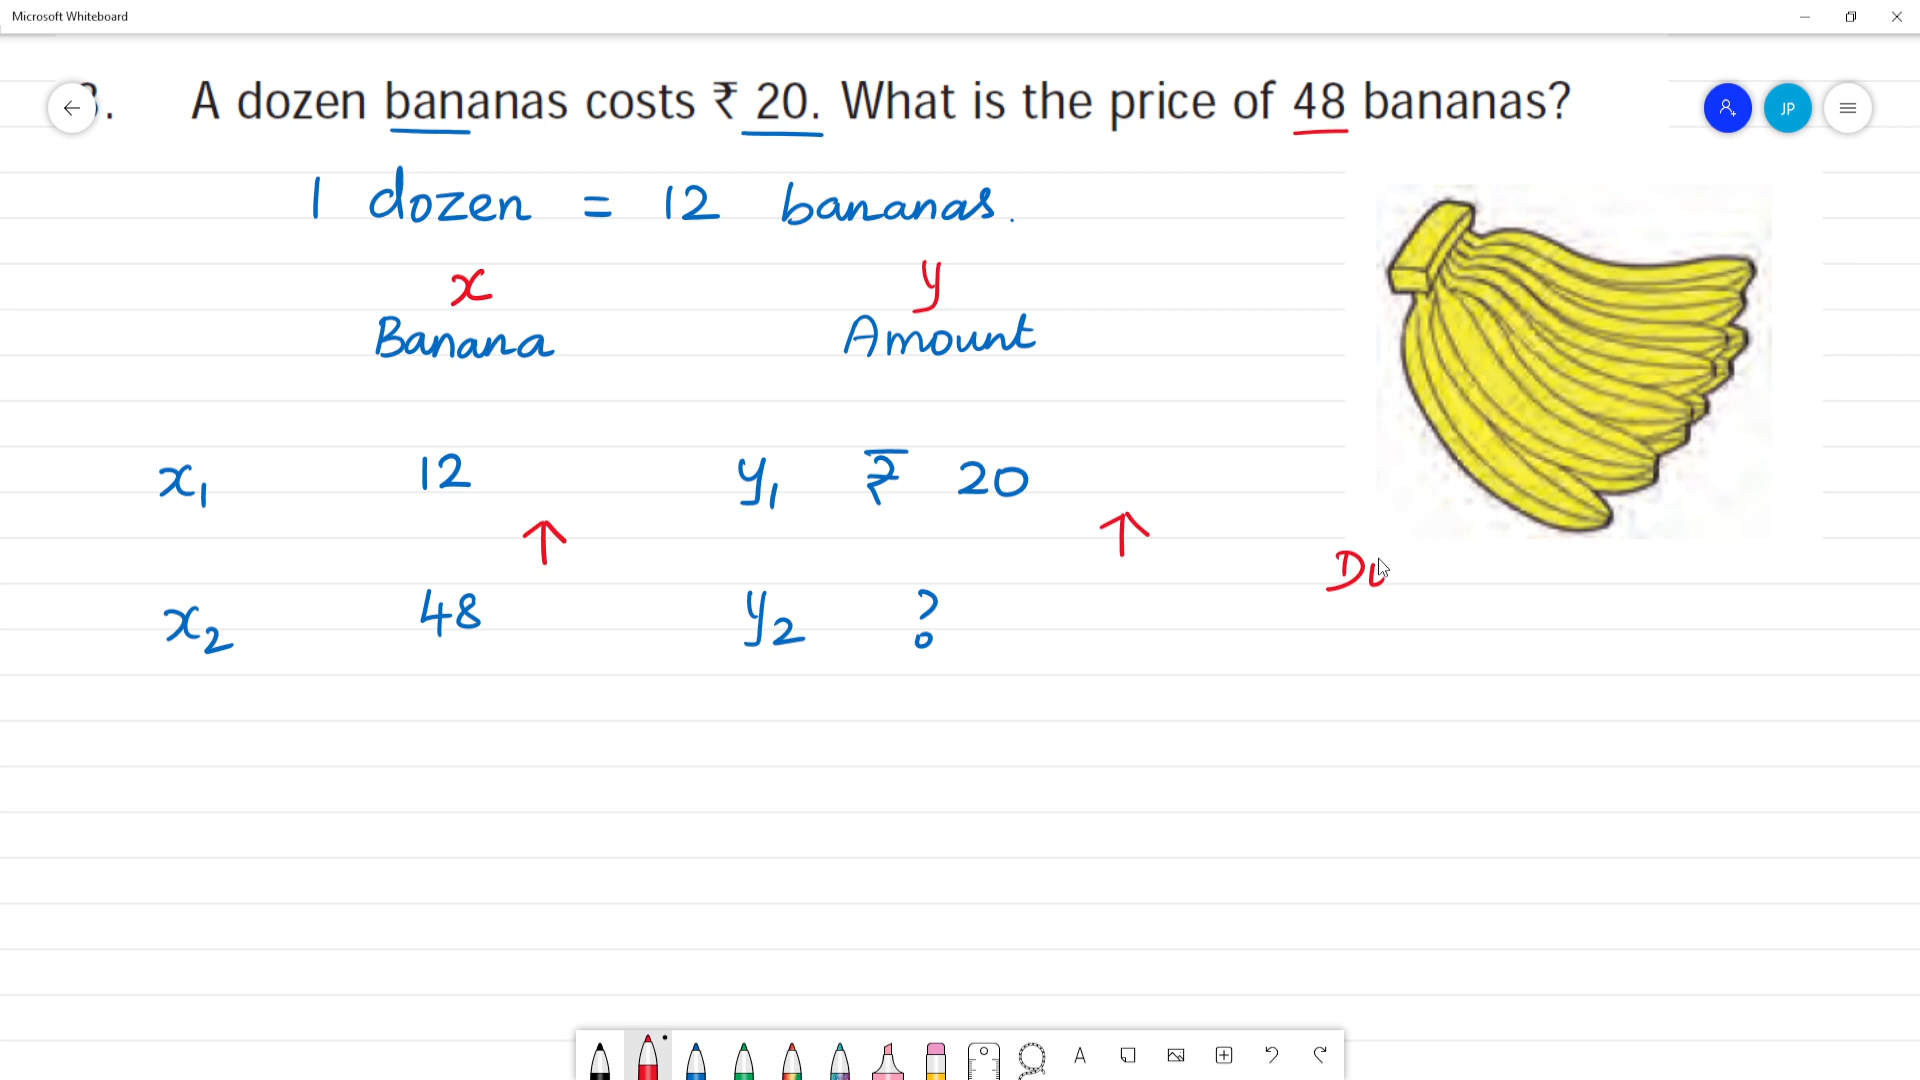 Microsoft Whiteboard
3. A dozen bananas costs ₹ 20. What is the price of 48 bananas?
JP
1 dozen = 12 bananas.
x y
Banana Amount
x₁ 12 y₁ ₹ 20
↑ ↑
x₂ 48 y₂ ?
A